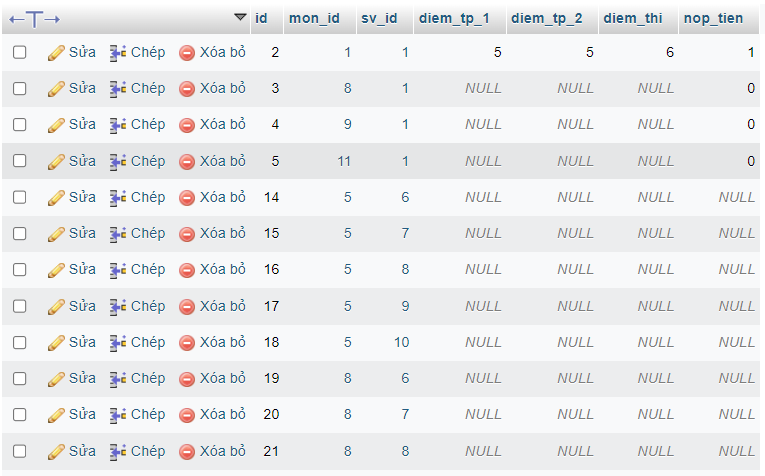 id mon_id sv_id diem_tp_1 diem_tp_2 diem_thi nop_tien
Sửa Chép Xóa bỏ 2 1 1 5 5 6 1
Sửa Chép Xóa bỏ 3 8 1 NULL NULL NULL 0
Sửa Chép Xóa bỏ 4 9 1 NULL NULL NULL 0
Sửa Chép Xóa bỏ 5 11 1 NULL NULL NULL 0
Sửa Chép Xóa bỏ 14 5 6 NULL NULL NULL NULL
Sửa Chép Xóa bỏ 15 5 7 NULL NULL NULL NULL
Sửa Chép Xóa bỏ 16 5 8 NULL NULL NULL NULL
Sửa Chép Xóa bỏ 17 5 9 NULL NULL NULL NULL
Sửa Chép Xóa bỏ 18 5 10 NULL NULL NULL NULL
Sửa Chép Xóa bỏ 19 8 6 NULL NULL NULL NULL
Sửa Chép Xóa bỏ 20 8 7 NULL NULL NULL NULL
Sửa Chép Xóa bỏ 21 8 8 NULL NULL NULL NULL